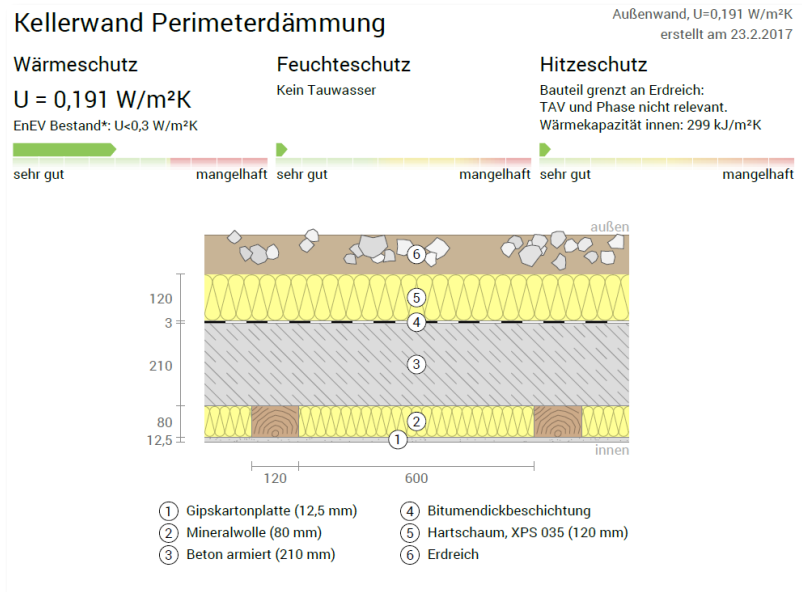 Kellerwand Perimeterdämmung
Außenwand, U=0,191 W/m²K
erstellt am 23.2.2017
Wärmeschutz
U = 0,191 W/m²K
EnEV Bestand*: U<0,3 W/m²K
sehr gut mangelhaft
Feuchteschutz
Kein Tauwasser
sehr gut mangelhaft
Hitzeschutz
Bauteil grenzt an Erdreich:
TAV und Phase nicht relevant.
Wärmekapazität innen: 299 kJ/m²K
sehr gut mangelhaft
außen
6
120
5
3
4
210
3
80
2
12,5
1
innen
120 600
1 Gipskartonplatte (12,5 mm)
2 Mineralwolle (80 mm)
3 Beton armiert (210 mm)
4 Bitumendickbeschichtung
5 Hartschaum, XPS 035 (120 mm)
6 Erdreich